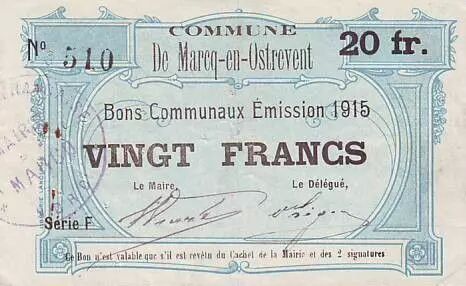 COMMUNE
No 510
De Marcq-en-Ostrevent
20 fr.
Bons Communaux Émission 1915
VINGT FRANCS
Le Maire, Le Délégué,
Série F
Ce Bon n'est valable que s'il est revêtu du Cachet de la Mairie et des 2 signatures